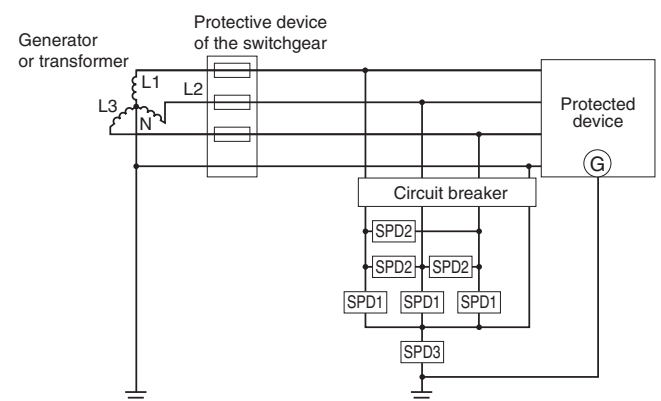 Generator
or transformer
Protective device
of the switchgear
L1
L2
L3
N
Protected
device
G
Circuit breaker
SPD2
SPD2 SPD2
SPD1 SPD1 SPD1
SPD3